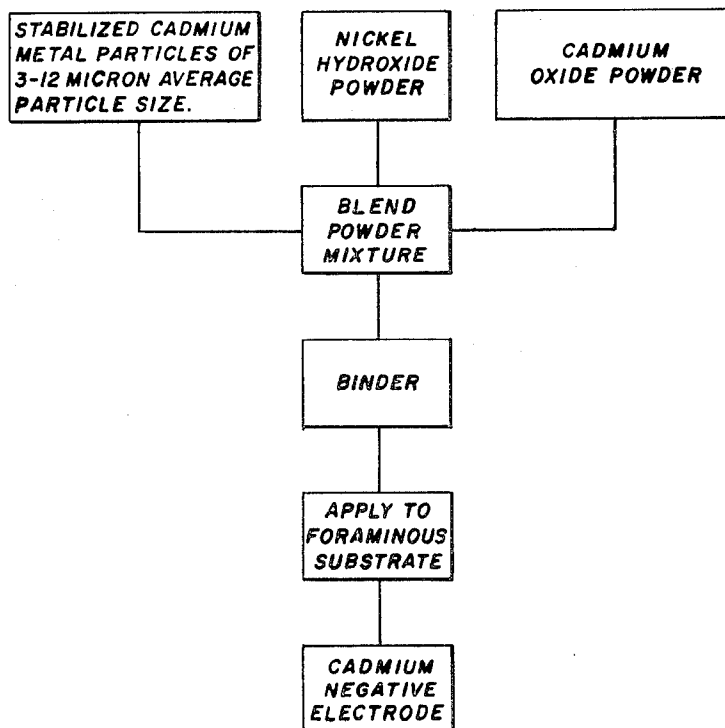 STABILIZED CADMIUM
METAL PARTICLES OF
3-12 MICRON AVERAGE
PARTICLE SIZE.
NICKEL
HYDROXIDE
POWDER
CADMIUM
OXIDE POWDER
BLEND
POWDER
MIXTURE
BINDER
APPLY TO
FORAMINOUS
SUBSTRATE
CADMIUM
NEGATIVE
ELECTRODE